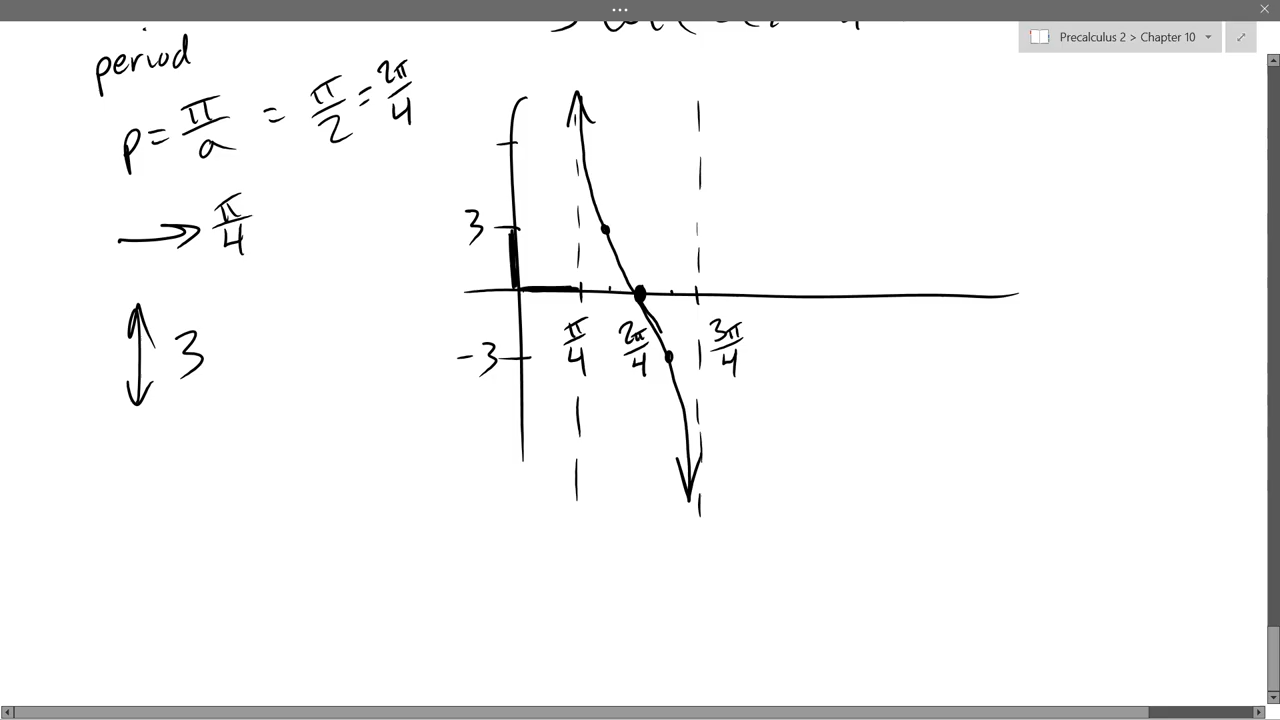 Precalculus 2 > Chapter 10
period
p = π/a = π/2 = 2π/4
→ π/4
3
3
-3
π/4 2π/4 3π/4